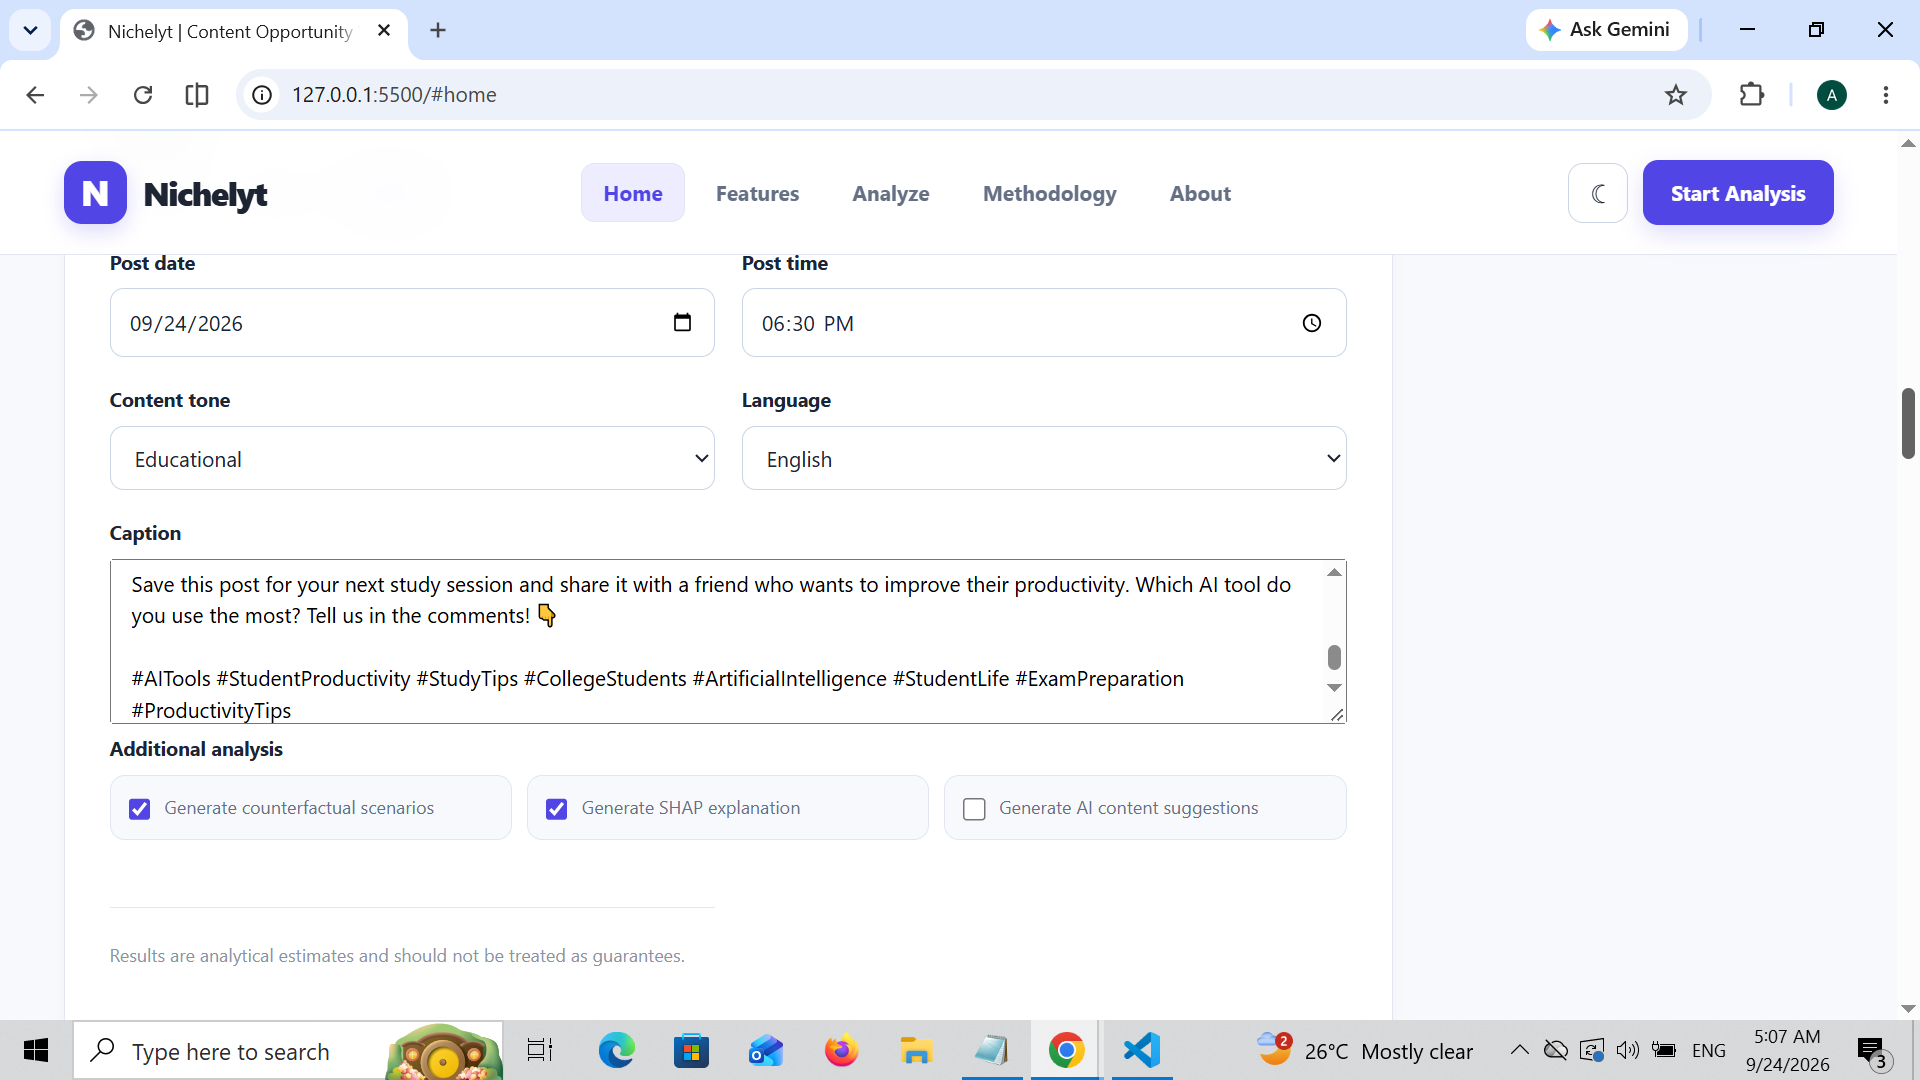 Nichelyt | Content Opportunity
Ask Gemini
127.0.0.1:5500/#home
A
N Nichelyt
Home Features Analyze Methodology About
Start Analysis
Post date Post time
09/24/2026 06:30 PM
Content tone Language
Educational English
Caption
Save this post for your next study session and share it with a friend who wants to improve their productivity. Which AI tool do
you use the most? Tell us in the comments! 👇
#AITools #StudentProductivity #StudyTips #CollegeStudents #ArtificialIntelligence #StudentLife #ExamPreparation
#ProductivityTips
Additional analysis
Generate counterfactual scenarios Generate SHAP explanation Generate AI content suggestions
Results are analytical estimates and should not be treated as guarantees.
Type here to search
2
26°C Mostly clear
ENG
5:07 AM
9/24/2026
3